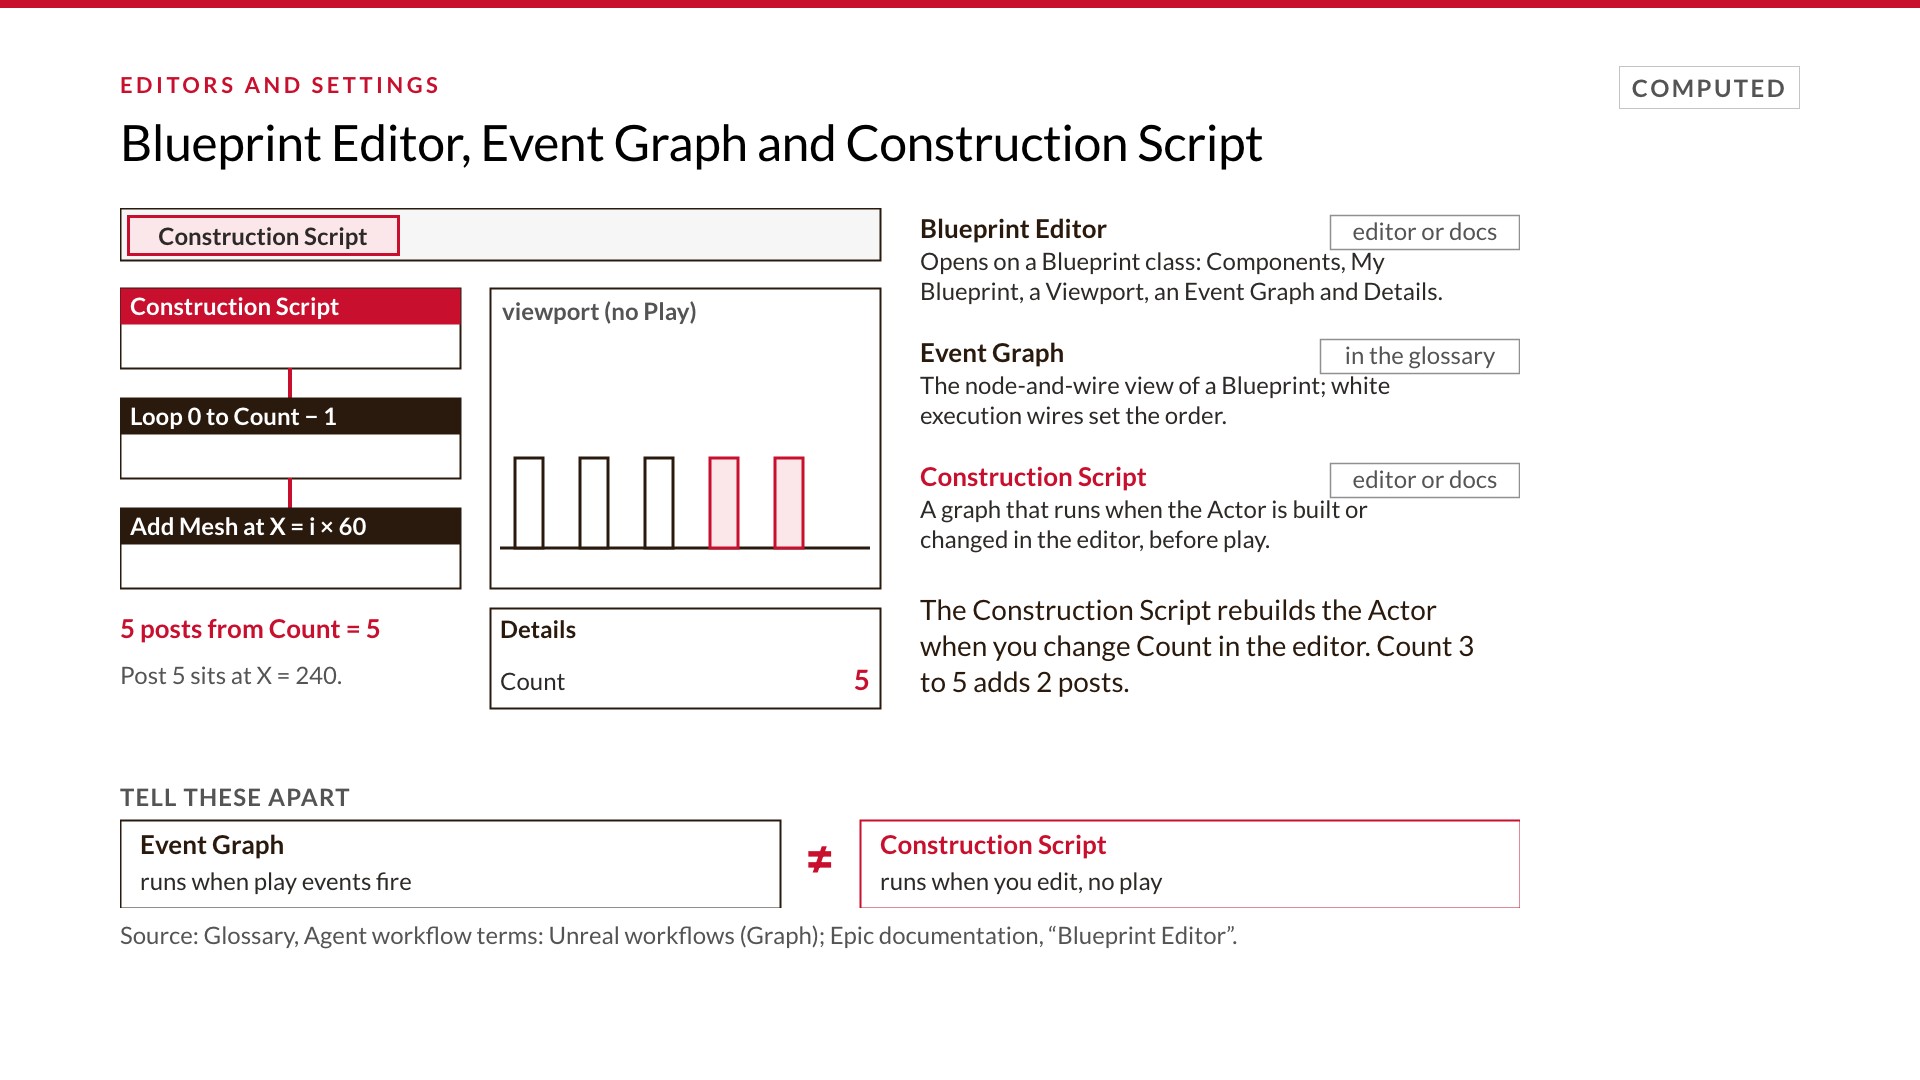 EDITORS AND SETTINGS
COMPUTED
Blueprint Editor, Event Graph and Construction Script
Construction Script
Construction Script
Loop 0 to Count − 1
Add Mesh at X = i × 60
5 posts from Count = 5
Post 5 sits at X = 240.
viewport (no Play)
Details
Count 5
Blueprint Editor
editor or docs
Opens on a Blueprint class: Components, My
Blueprint, a Viewport, an Event Graph and Details.
Event Graph
in the glossary
The node-and-wire view of a Blueprint; white
execution wires set the order.
Construction Script
editor or docs
A graph that runs when the Actor is built or
changed in the editor, before play.
The Construction Script rebuilds the Actor
when you change Count in the editor. Count 3
to 5 adds 2 posts.
TELL THESE APART
Event Graph
runs when play events fire
≠
Construction Script
runs when you edit, no play
Source: Glossary, Agent workflow terms: Unreal workflows (Graph); Epic documentation, “Blueprint Editor”.